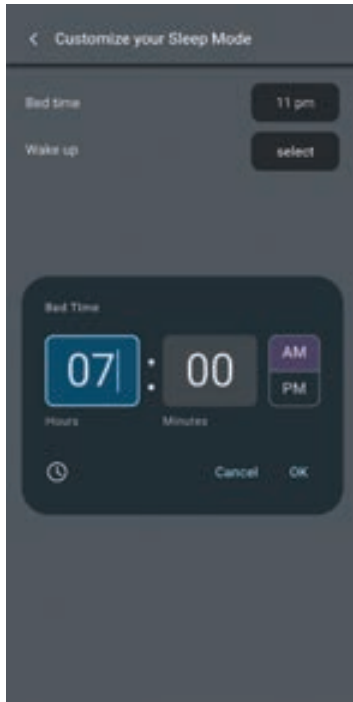 Customize your Sleep Mode
Bed time 11 pm
Wake up select
Bed Time
07 : 00 AM
PM
Hours Minutes
Cancel OK